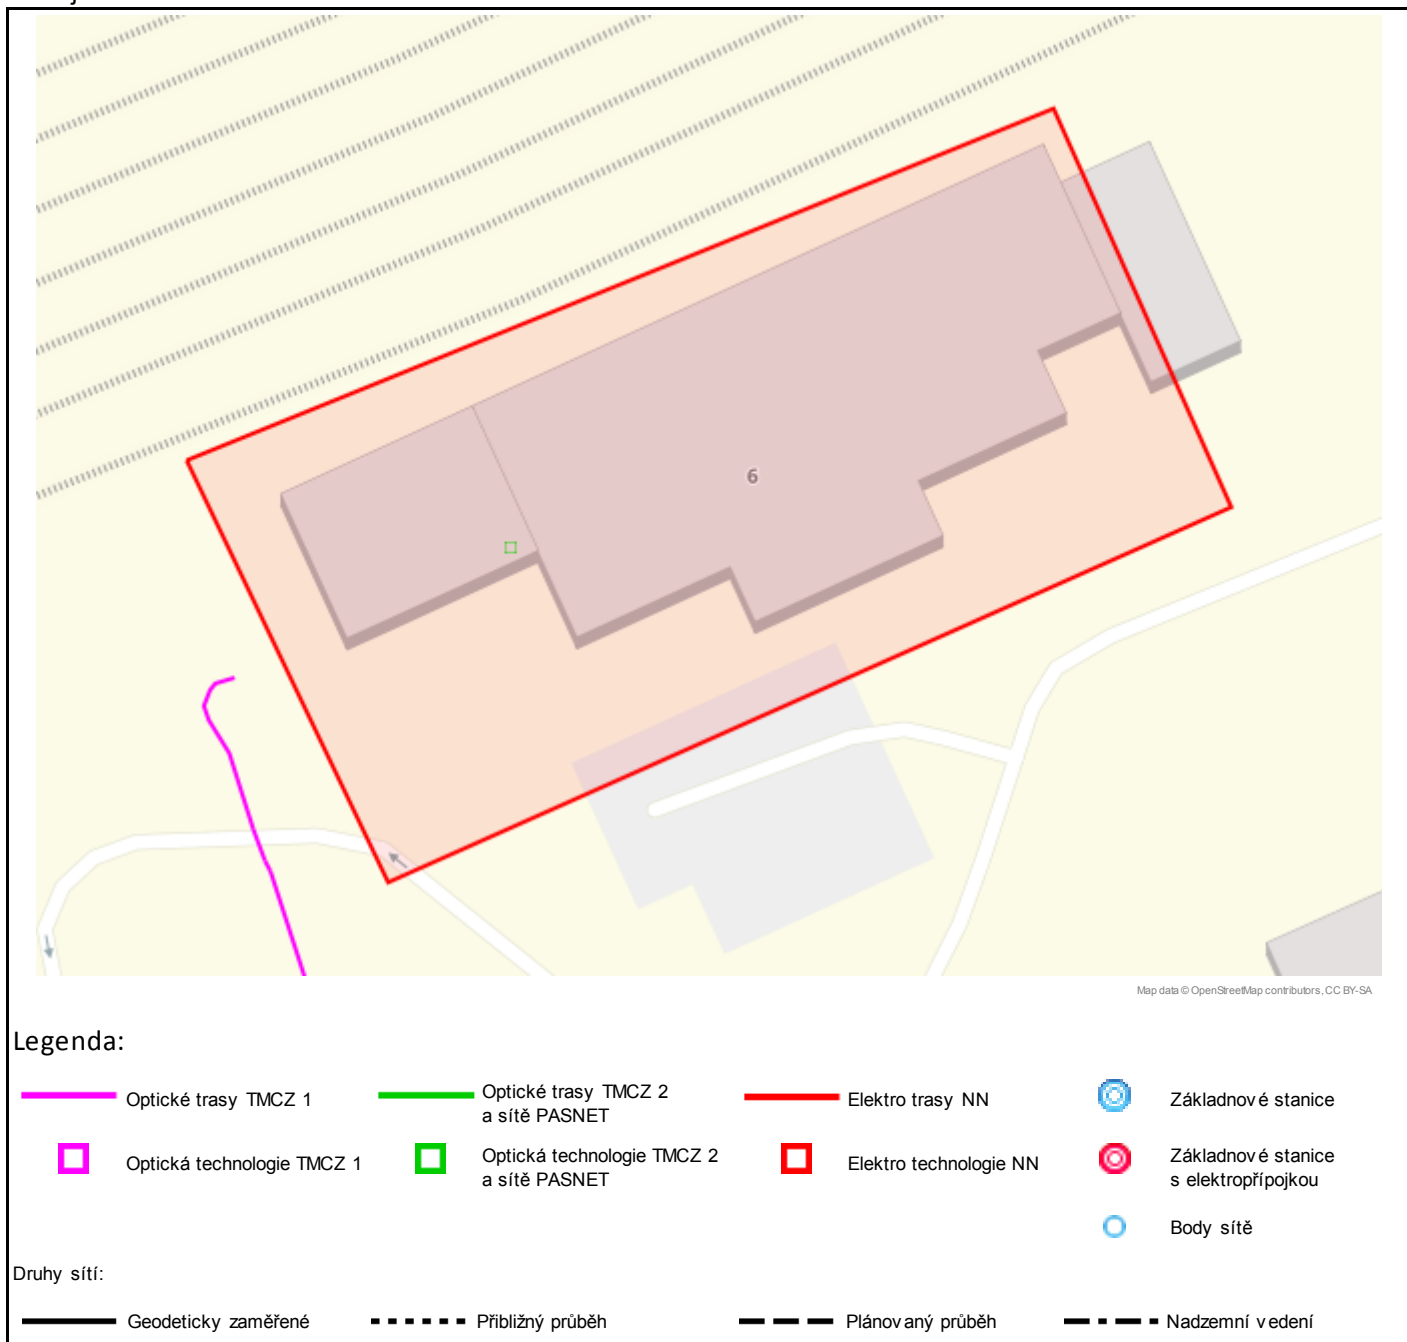 6
Map data © OpenStreetMap contributors, CC BY-SA
Legenda:
Optické trasy TMCZ 1
Optické trasy TMCZ 2
a sítě PASNET
Elektro trasy NN
Základnové stanice
Optická technologie TMCZ 1
Optická technologie TMCZ 2
a sítě PASNET
Elektro technologie NN
Základnové stanice
s elektropřípojkou
Body sítě
Druhy sítí:
Geodeticky zaměřené
Přibližný průběh
Plánovaný průběh
Nadzemní vedení